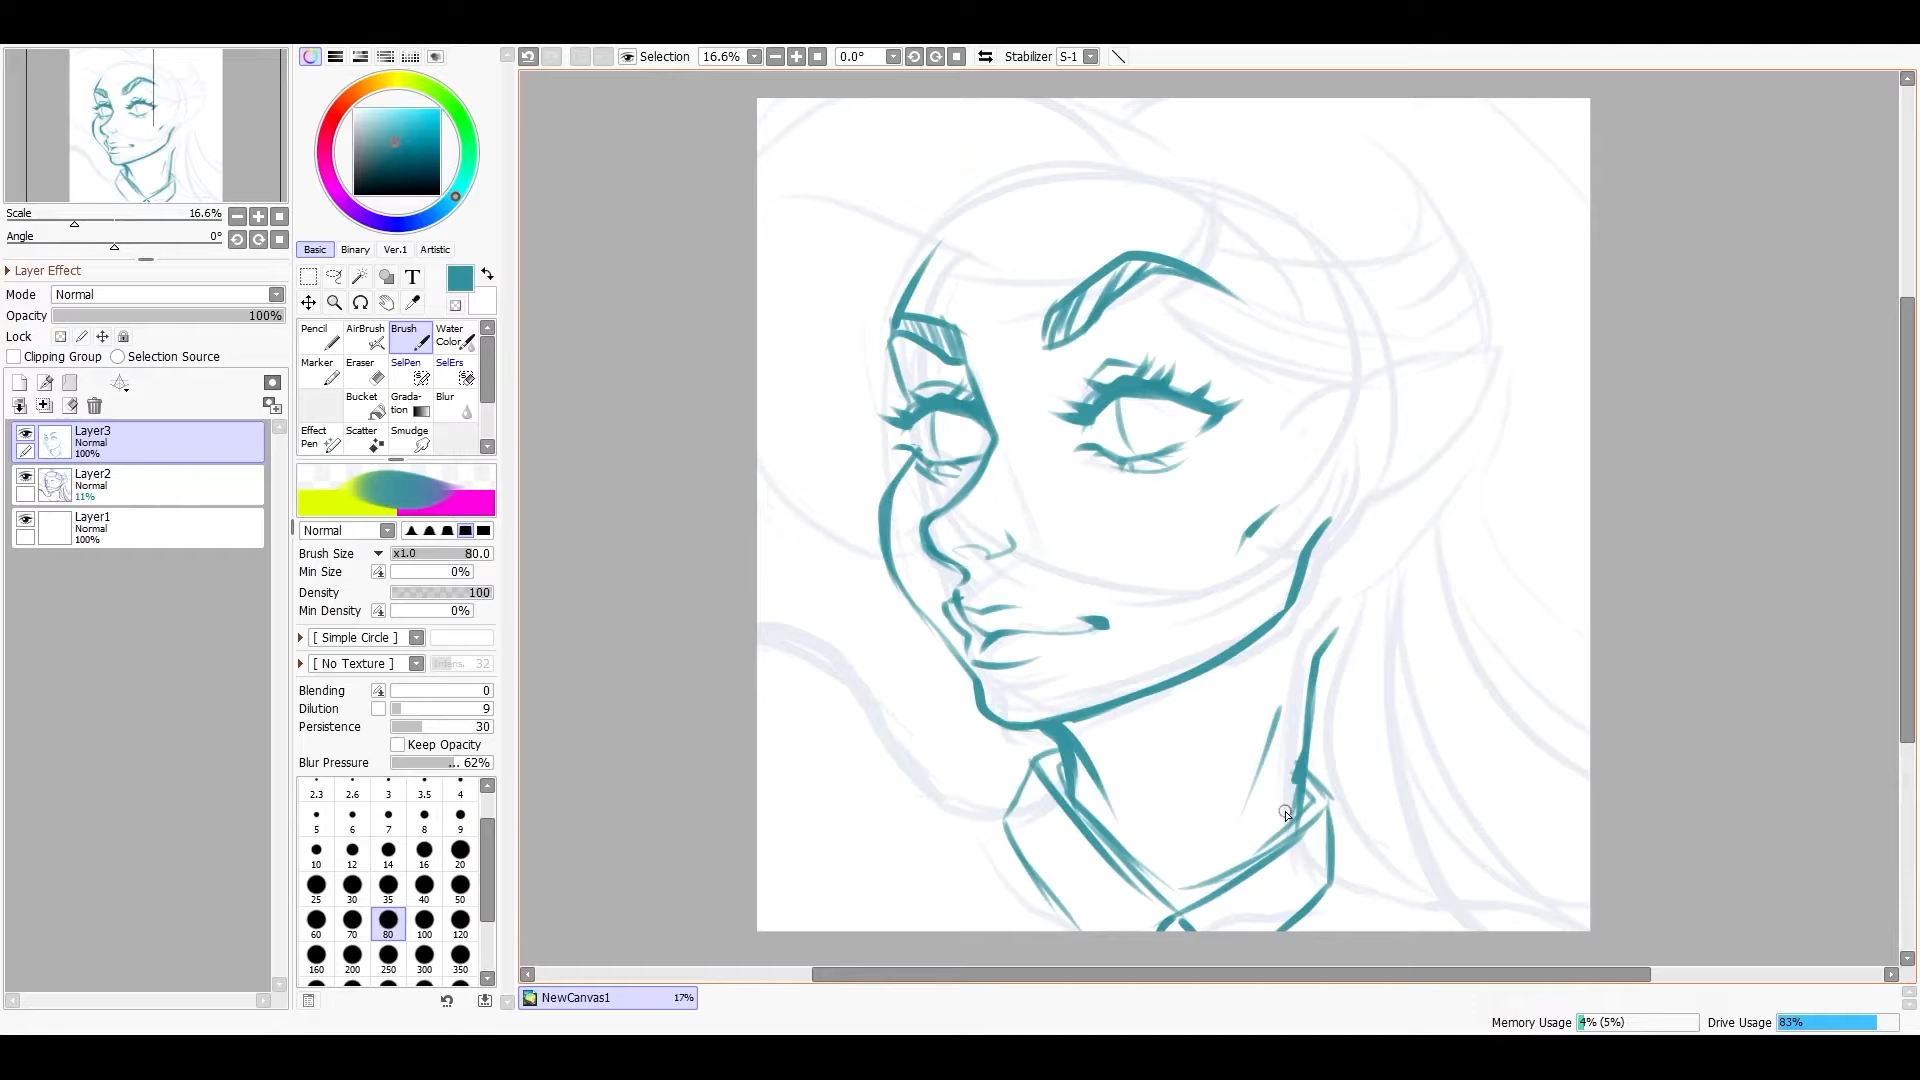 Selection 16.6% 0.0° Stabilizer S-1
Scale 16.6%
Angle 0°
Layer Effect
Mode Normal
Opacity 100%
Lock
Clipping Group Selection Source
Layer3
Normal
100%
Layer2
Normal
11%
Layer1
Normal
100%
Basic Binary Ver.1 Artistic
T
Pencil AirBrush Brush Water Color
Marker Eraser SelPen SelErs
Bucket Grada-tion Blur
Effect Pen Scatter Smudge
Normal
Brush Size x1.0 80.0
Min Size 0%
Density 100
Min Density 0%
[ Simple Circle ]
[ No Texture ] Intens. 32
Blending 0
Dilution 9
Persistence 30
Keep Opacity
Blur Pressure ... 62%
2.3 2.6 3 3.5 4
5 6 7 8 9
10 12 14 16 20
25 30 35 40 50
60 70 80 100 120
160 200 250 300 350
NewCanvas1 17%
Memory Usage 4% (5%) Drive Usage 83%